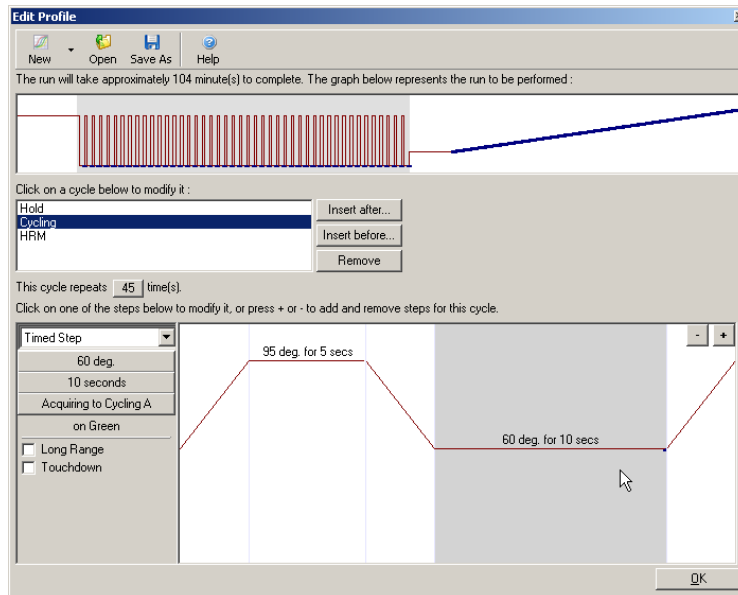 Edit Profile
New Open Save As Help
The run will take approximately 104 minute(s) to complete. The graph below represents the run to be performed :
Click on a cycle below to modify it :
Hold
Cycling
HRM
Insert after...
Insert before...
Remove
This cycle repeats 45 time(s).
Click on one of the steps below to modify it, or press + or - to add and remove steps for this cycle.
Timed Step
60 deg.
10 seconds
Acquiring to Cycling A
on Green
Long Range
Touchdown
95 deg. for 5 secs
60 deg. for 10 secs
- +
OK